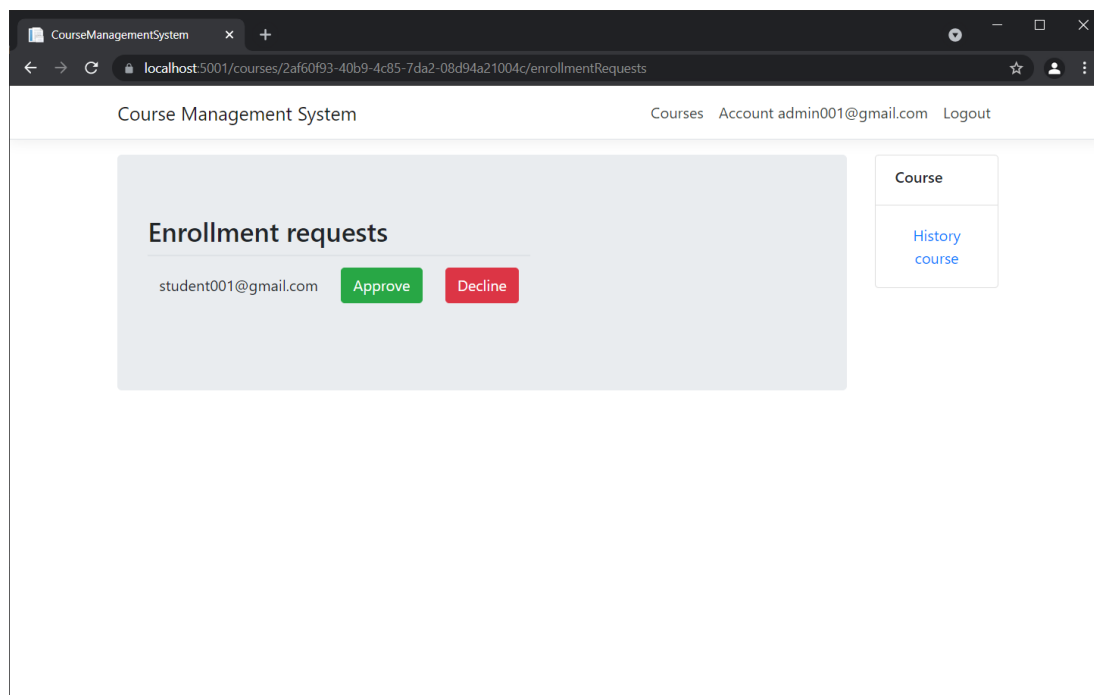 CourseManagementSystem
localhost:5001/courses/2af60f93-40b9-4c85-7da2-08d94a21004c/enrollmentRequests
Course Management System
Courses Account admin001@gmail.com Logout
Enrollment requests
student001@gmail.com Approve Decline
Course
History
course